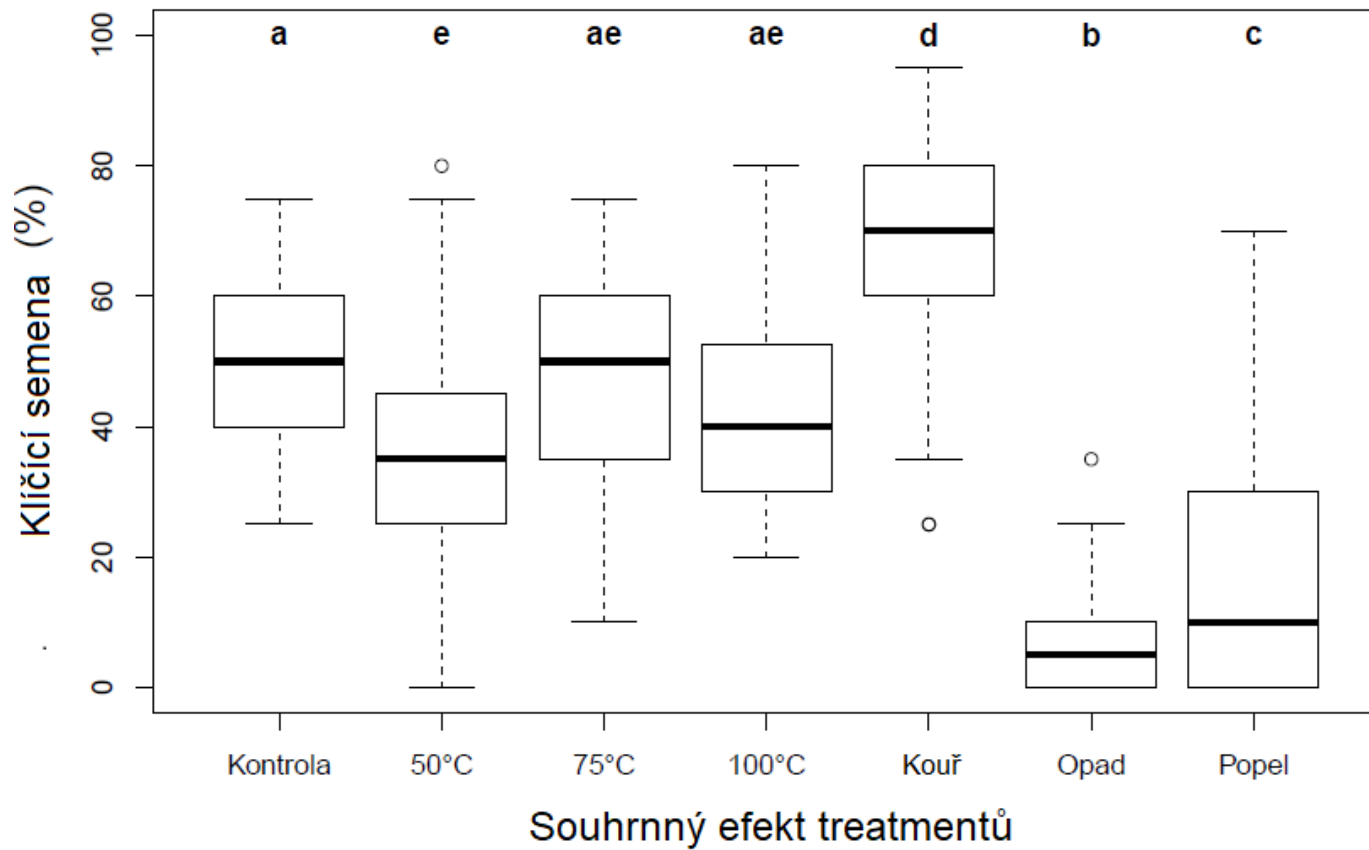 a e ae ae d b c
100
80
60
40
20
0
Klíčící semena (%)
Kontrola 50°C 75°C 100°C Kouř Opad Popel
Souhrnný efekt treatmentů